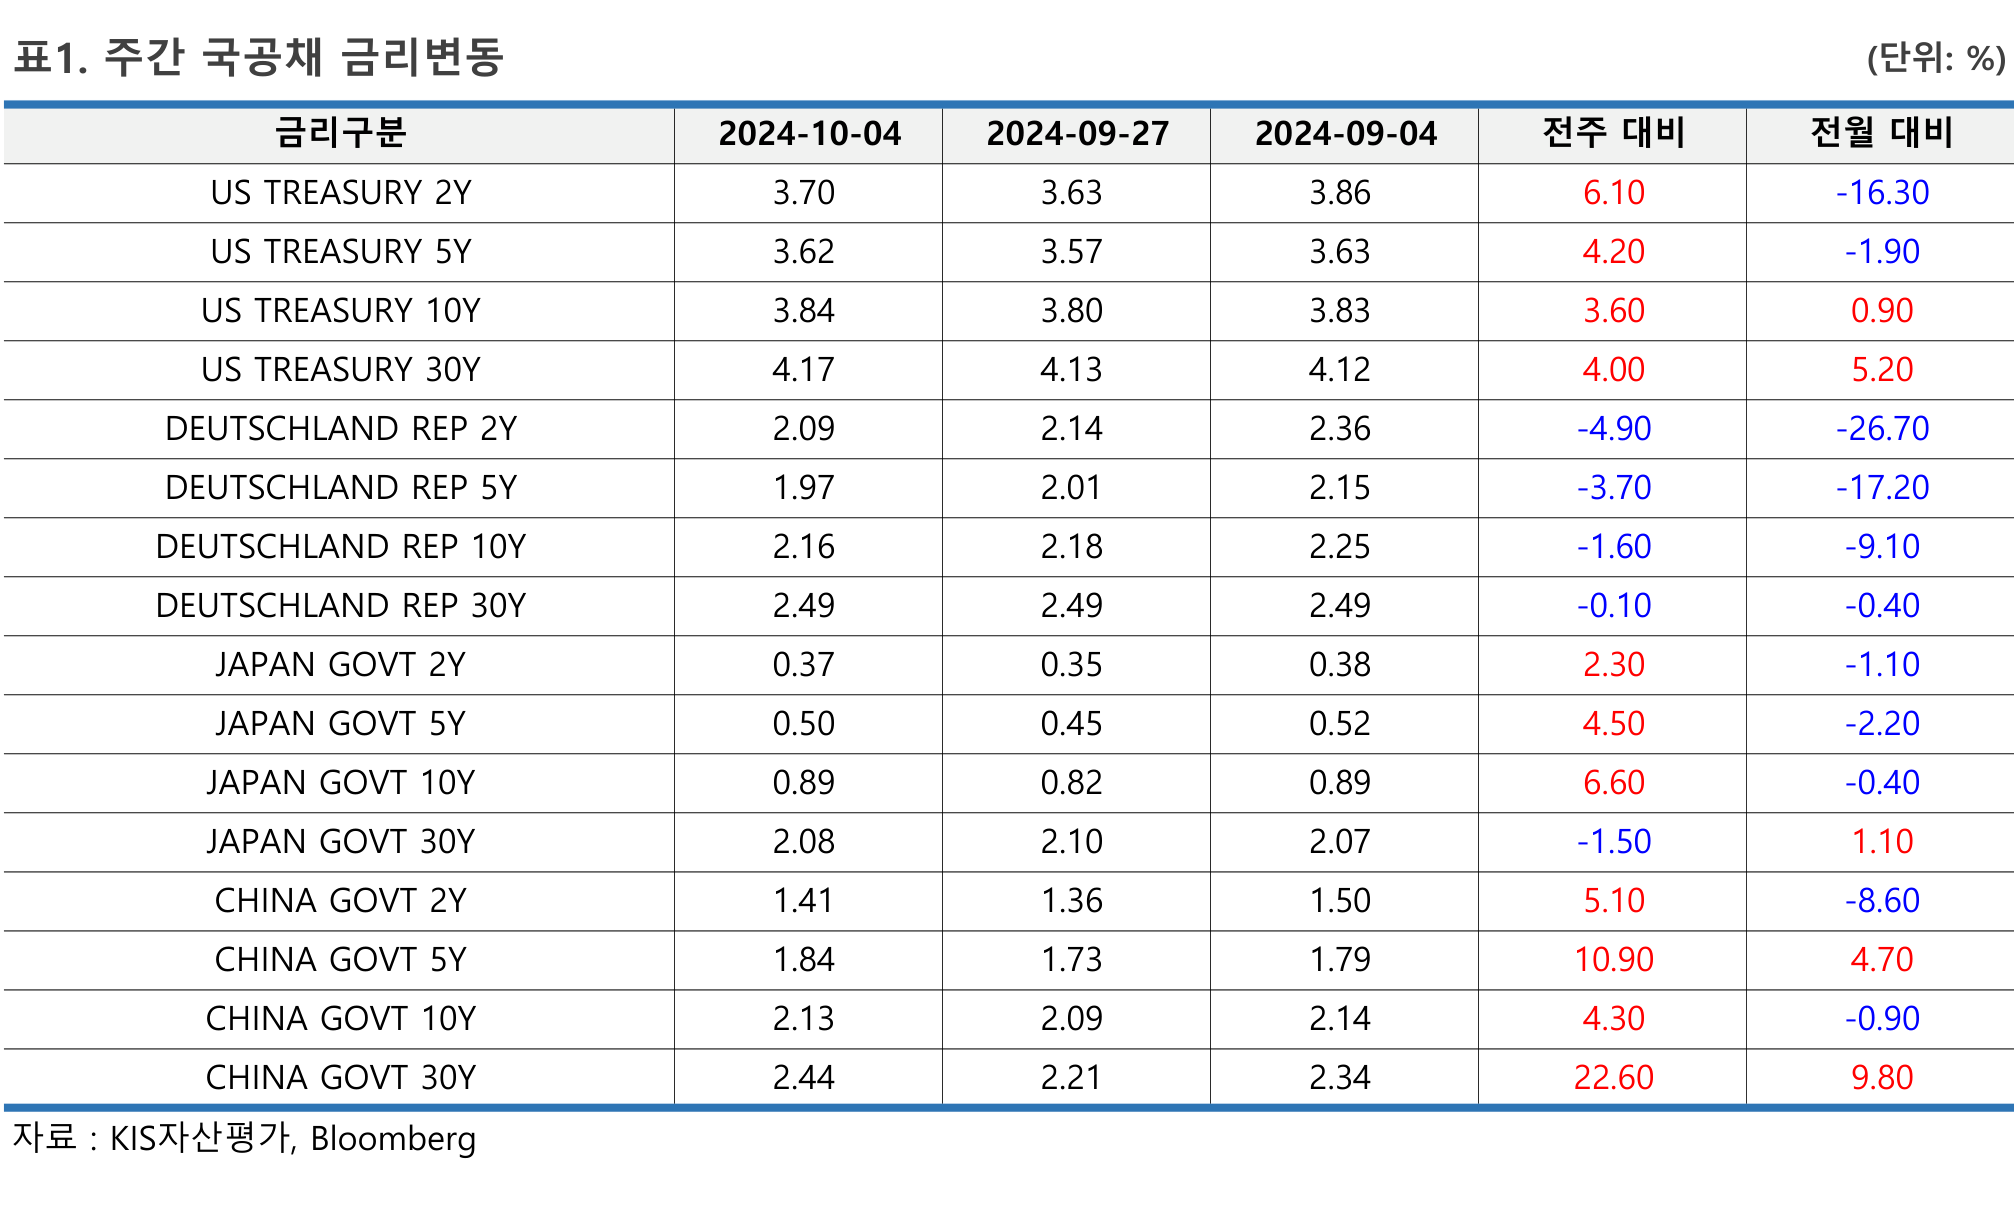 표1. 주간 국공채 금리변동 (단위: %)
금리구분 2024-10-04 2024-09-27 2024-09-04 전주 대비 전월 대비
US TREASURY 2Y 3.70 3.63 3.86 6.10 -16.30
US TREASURY 5Y 3.62 3.57 3.63 4.20 -1.90
US TREASURY 10Y 3.84 3.80 3.83 3.60 0.90
US TREASURY 30Y 4.17 4.13 4.12 4.00 5.20
DEUTSCHLAND REP 2Y 2.09 2.14 2.36 -4.90 -26.70
DEUTSCHLAND REP 5Y 1.97 2.01 2.15 -3.70 -17.20
DEUTSCHLAND REP 10Y 2.16 2.18 2.25 -1.60 -9.10
DEUTSCHLAND REP 30Y 2.49 2.49 2.49 -0.10 -0.40
JAPAN GOVT 2Y 0.37 0.35 0.38 2.30 -1.10
JAPAN GOVT 5Y 0.50 0.45 0.52 4.50 -2.20
JAPAN GOVT 10Y 0.89 0.82 0.89 6.60 -0.40
JAPAN GOVT 30Y 2.08 2.10 2.07 -1.50 1.10
CHINA GOVT 2Y 1.41 1.36 1.50 5.10 -8.60
CHINA GOVT 5Y 1.84 1.73 1.79 10.90 4.70
CHINA GOVT 10Y 2.13 2.09 2.14 4.30 -0.90
CHINA GOVT 30Y 2.44 2.21 2.34 22.60 9.80
자료 : KIS자산평가, Bloomberg